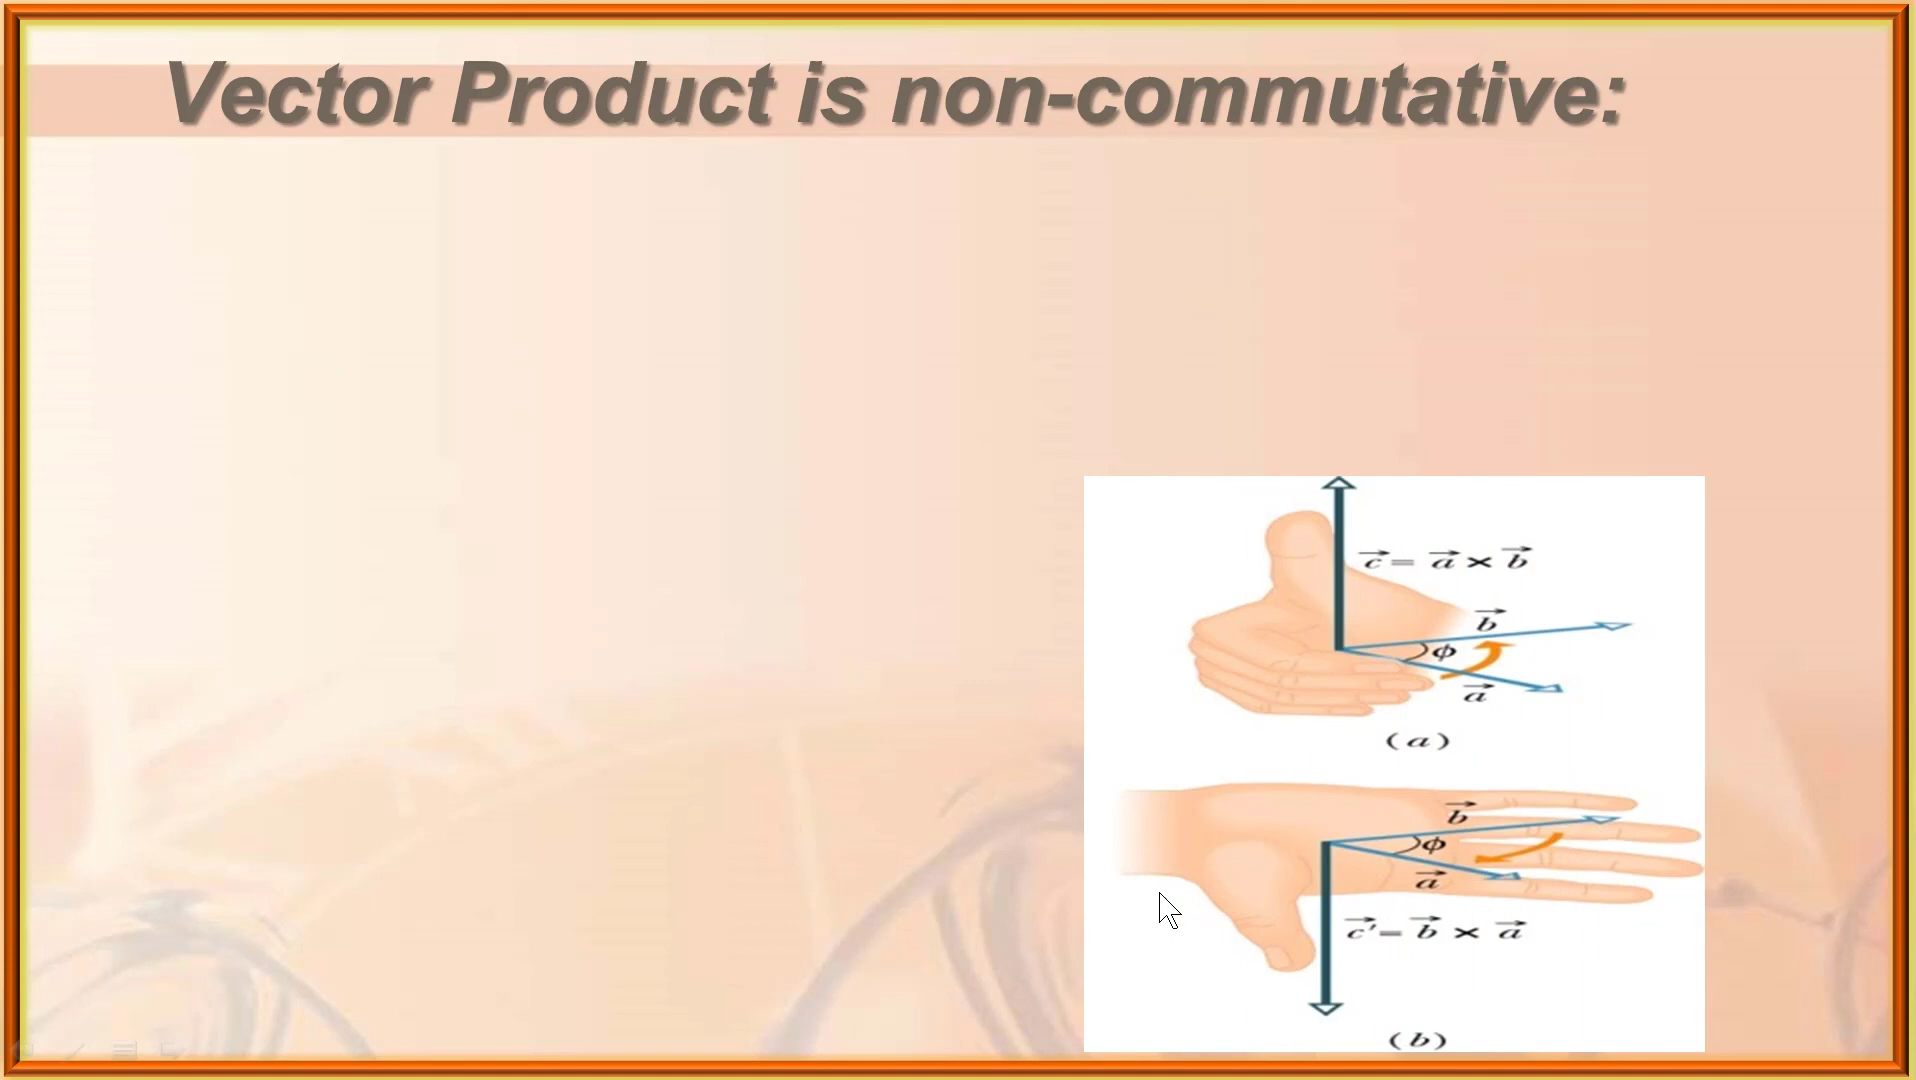 Vector Product is non-commutative:
c⃗ = a⃗ × b⃗
b⃗
ϕ
a⃗
(a)
b⃗
ϕ
a⃗
c⃗' = b⃗ × a⃗
(b)